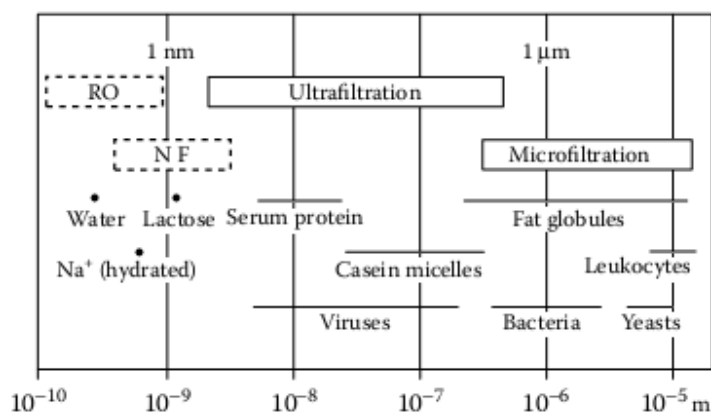 1 nm 1 μm
RO Ultrafiltration
N F Microfiltration
Water Lactose Serum protein Fat globules
Na⁺ (hydrated) Casein micelles Leukocytes
Viruses Bacteria Yeasts
10⁻¹⁰ 10⁻⁹ 10⁻⁸ 10⁻⁷ 10⁻⁶ 10⁻⁵ m